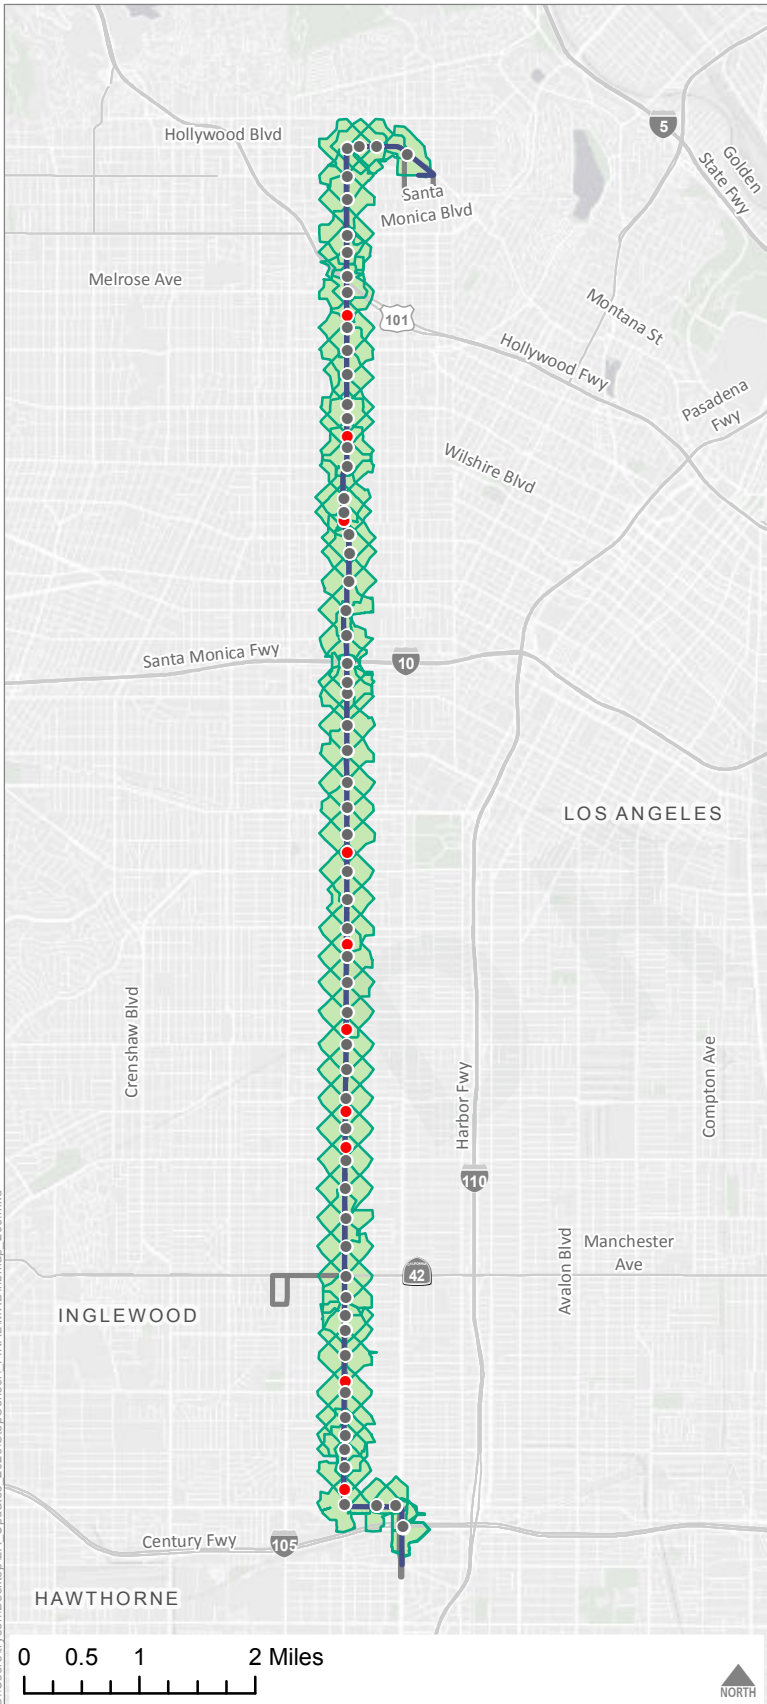 Hollywood Blvd
5
Golden
State Fwy
Santa
Monica Blvd
Melrose Ave
Montana St
101
Hollywood Fwy
Pasadena
Fwy
Wilshire Blvd
Santa Monica Fwy
10
LOS ANGELES
Crenshaw Blvd
Harbor Fwy
Compton Ave
110
Avalon Blvd
Manchester
Ave
42
INGLEWOOD
Century Fwy
105
HAWTHORNE
0 0.5 1 2 Miles
NORTH